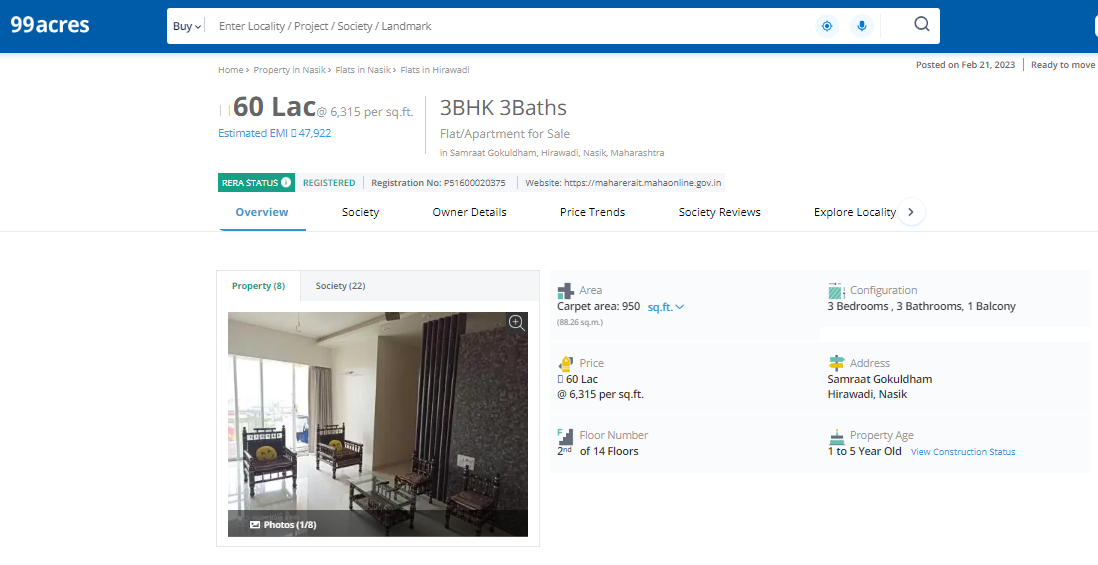 99acres
Buy
Enter Locality / Project / Society / Landmark
Home › Property in Nasik › Flats in Nasik › Flats in Hirawadi
Posted on Feb 21, 2023 | Ready to move
60 Lac @ 6,315 per sq.ft.
Estimated EMI ▯ 47,922
3BHK 3Baths
Flat/Apartment for Sale
in Samraat Gokuldham, Hirawadi, Nasik, Maharashtra
RERA STATUS i REGISTERED | Registration No: P51600020375 | Website: https://maharerait.mahaonline.gov.in
Overview Society Owner Details Price Trends Society Reviews Explore Locality
Property (8) Society (22)
Photos (1/8)
Area
Carpet area: 950 sq.ft.
(88.26 sq.m.)
Configuration
3 Bedrooms , 3 Bathrooms, 1 Balcony
Price
▯ 60 Lac
@ 6,315 per sq.ft.
Address
Samraat Gokuldham
Hirawadi, Nasik
Floor Number
2nd of 14 Floors
Property Age
1 to 5 Year Old View Construction Status